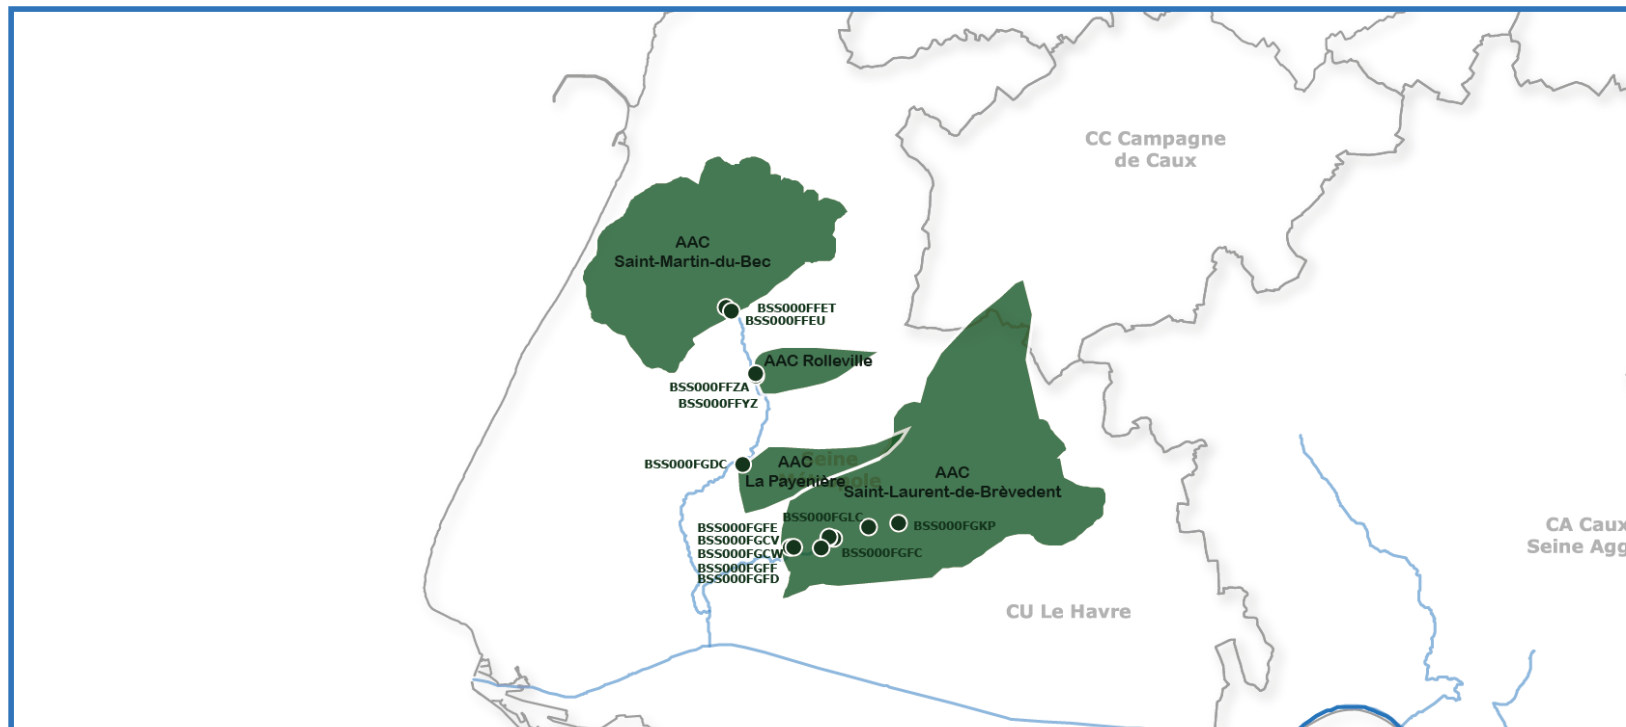 CC Campagne
de Caux
AAC
Saint-Martin-du-Bec
BSS000FFET
BSS000FFEU
AAC Rolleville
BSS000FFZA
BSS000FFYZ
BSS000FGDC
AAC
La Payenière
Seine
Métropole
AAC
Saint-Laurent-de-Brèvedent
BSS000FGLC
BSS000FGKP
BSS000FGFE
BSS000FGCV
BSS000FGCW
BSS000FGFC
BSS000FGFF
BSS000FGFD
CA Caux
Seine Agg
CU Le Havre